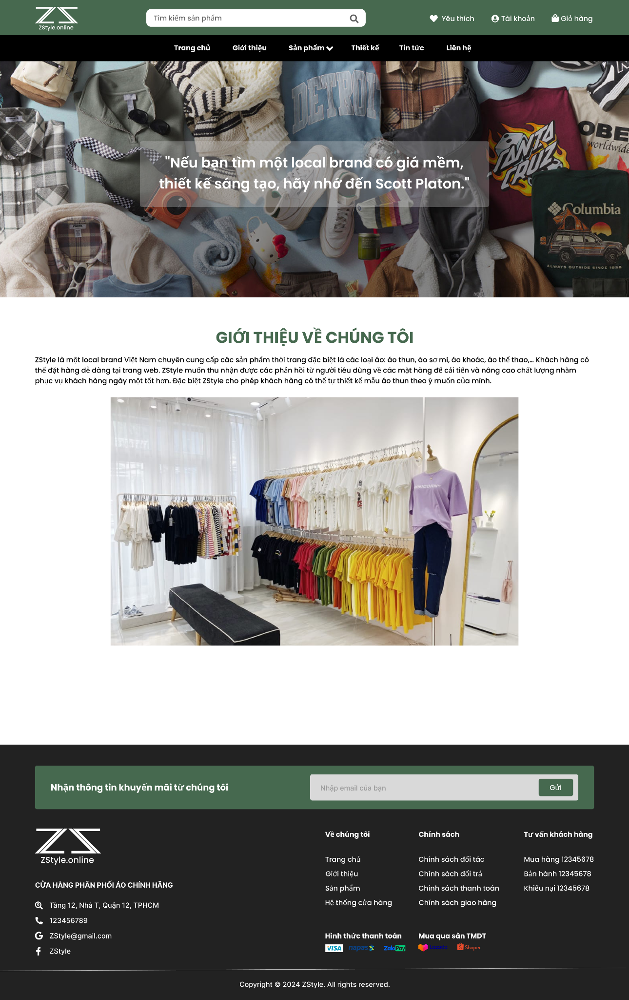 ZStyle.online
Tìm kiếm sản phẩm
Yêu thích
Tài khoản
Giỏ hàng
Trang chủ
Giới thiệu
Sản phẩm
Thiết kế
Tin tức
Liên hệ
DETROIT
SANTA
CRUZ
OBE
worldwide
Columbia
ALWAYS OUTSIDE SINCE 1938
"Nếu bạn tìm một local brand có giá mềm,
thiết kế sáng tạo, hãy nhớ đến Scott Platon."
GIỚI THIỆU VỀ CHÚNG TÔI
ZStyle là một local brand Việt Nam chuyên cung cấp các sản phẩm thời trang đặc biệt là các loại áo: áo thun, áo sơ mi, áo khoác, áo thể thao,... Khách hàng có
thể đặt hàng dễ dàng tại trang web. ZStyle muốn thu nhận được các phản hồi từ người tiêu dùng về các mặt hàng để cải tiến và nâng cao chất lượng nhằm
phục vụ khách hàng ngày một tốt hơn. Đặc biệt ZStyle cho phép khách hàng có thể tự thiết kế mẫu áo thun theo ý muốn của mình.
UNICORN
Nhận thông tin khuyến mãi từ chúng tôi
Nhập email của bạn
Gửi
ZStyle.online
CỬA HÀNG PHÂN PHỐI ÁO CHÍNH HÃNG
Tầng 12, Nhà T, Quận 12, TPHCM
123456789
ZStyle@gmail.com
ZStyle
Về chúng tôi
Trang chủ
Giới thiệu
Sản phẩm
Hệ thống cửa hàng
Chính sách
Chính sách đối tác
Chính sách đổi trả
Chính sách thanh toán
Chính sách giao hàng
Tư vấn khách hàng
Mua hàng 12345678
Bản hành 12345678
Khiếu nại 12345678
Hình thức thanh toán
VISA
napas
ZaloPay
Mua qua sàn TMDT
Lazada
Shopee
Copyright © 2024 ZStyle. All rights reserved.